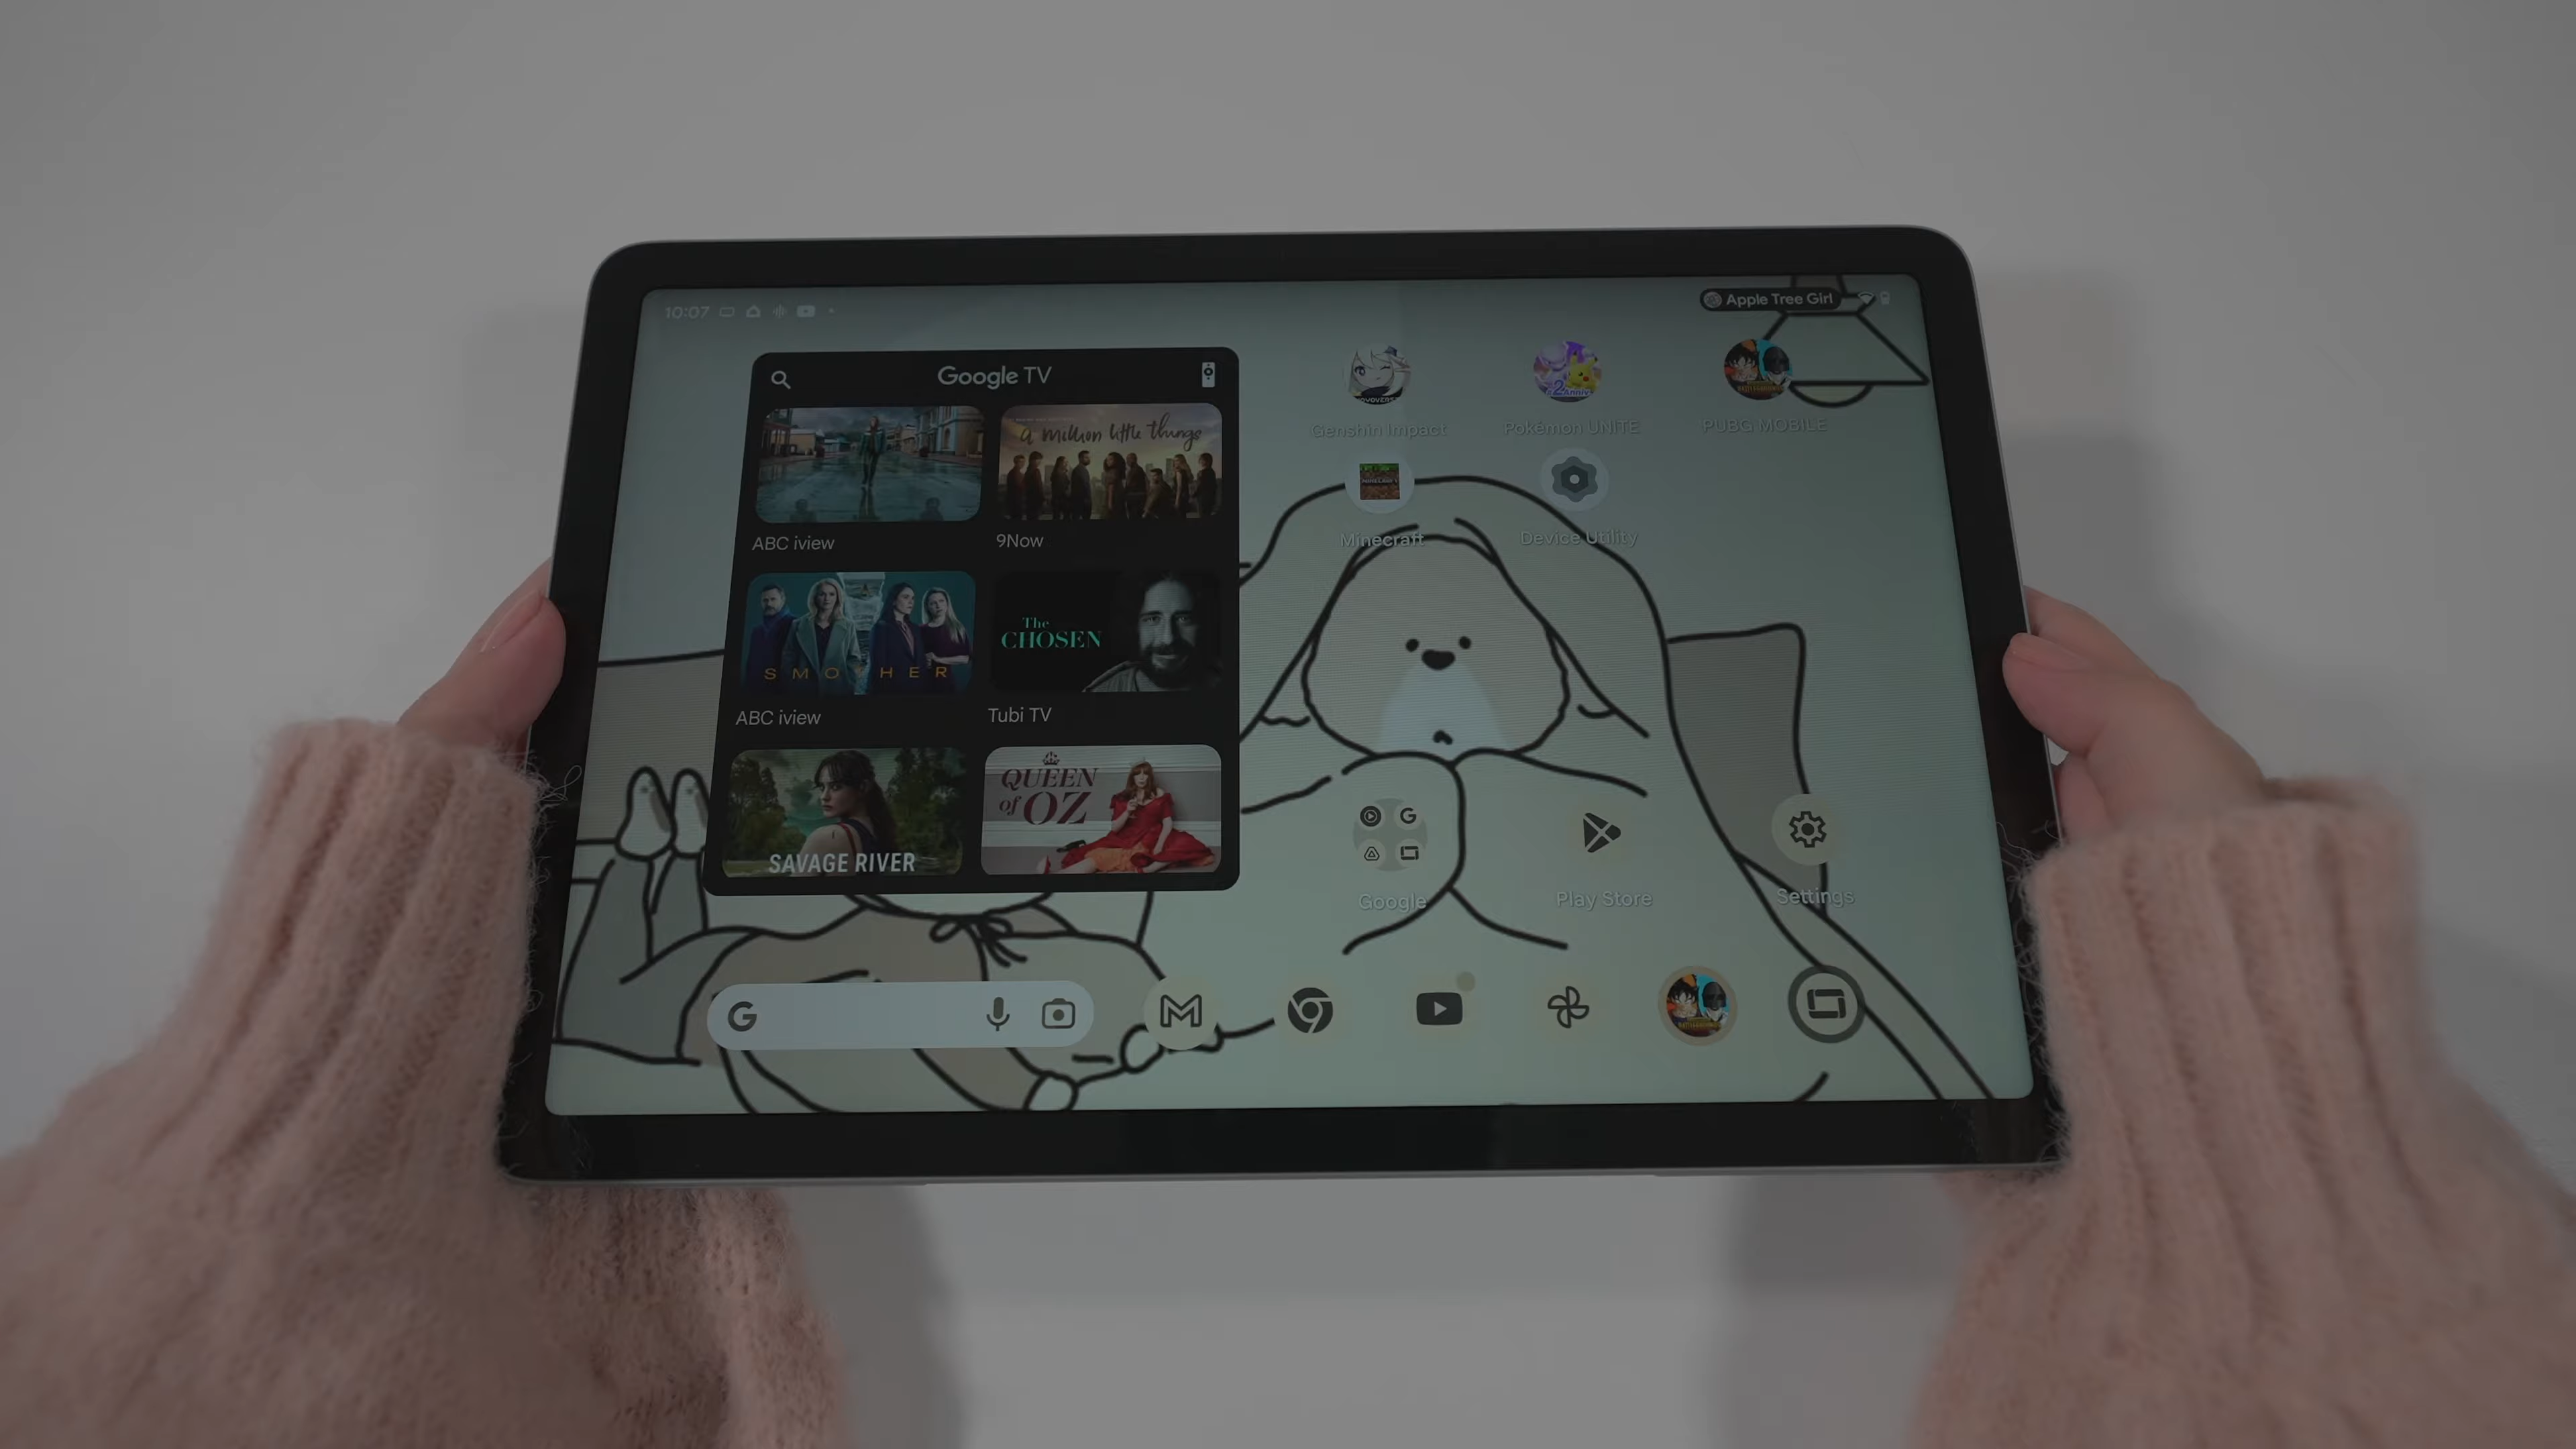 10:07
Apple Tree Girl
Google TV
a million little things
ABC iview
9Now
SMOTHER
The
CHOSEN
ABC iview
Tubi TV
SAVAGE RIVER
QUEEN
of OZ
Genshin Impact
Pokémon UNITE
PUBG MOBILE
Minecraft
Device Utility
Google
Play Store
Settings